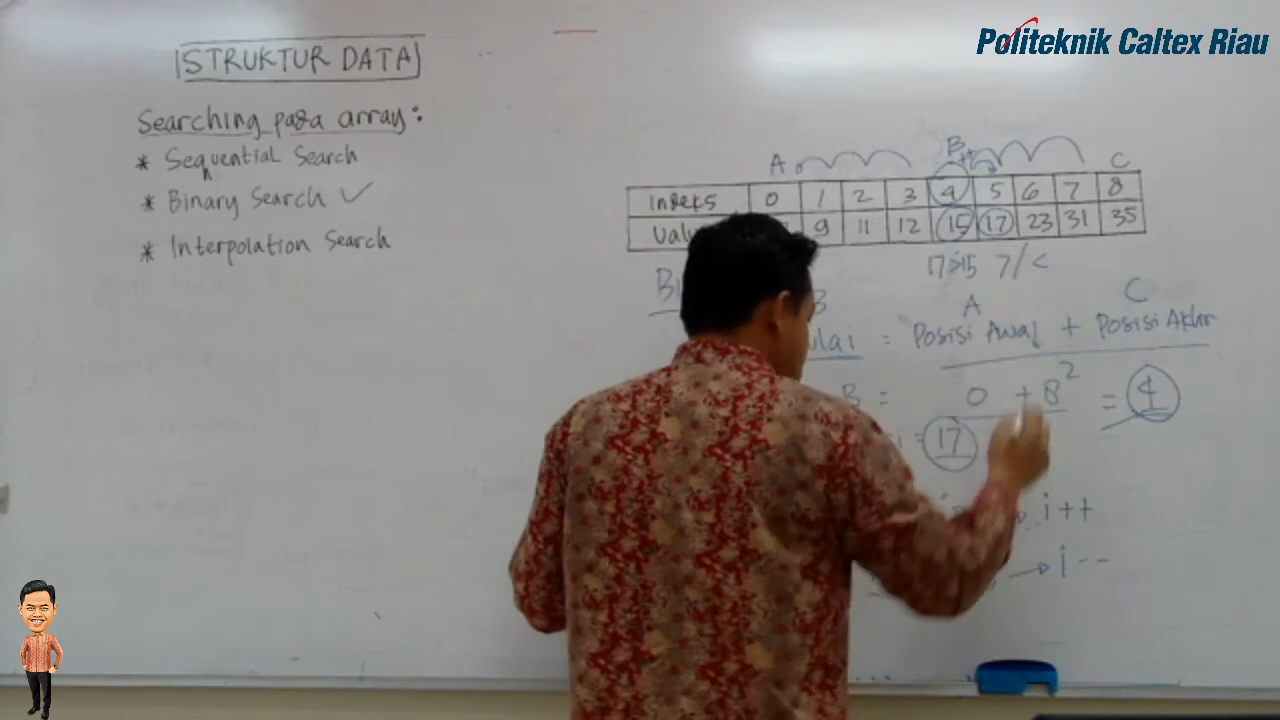 Politeknik Caltex Riau
STRUKTUR DATA
Searching pada array :
* Sequential Search
* Binary Search ✓
* Interpolation Search
A B C
Indeks 0 1 2 3 4 5 6 7 8
9 11 12 15 17 23 31 35
A C
: Posisi Awal + Posisi Akhir
2
B = 0 + 8 = 4
= 17
i++
→ i--